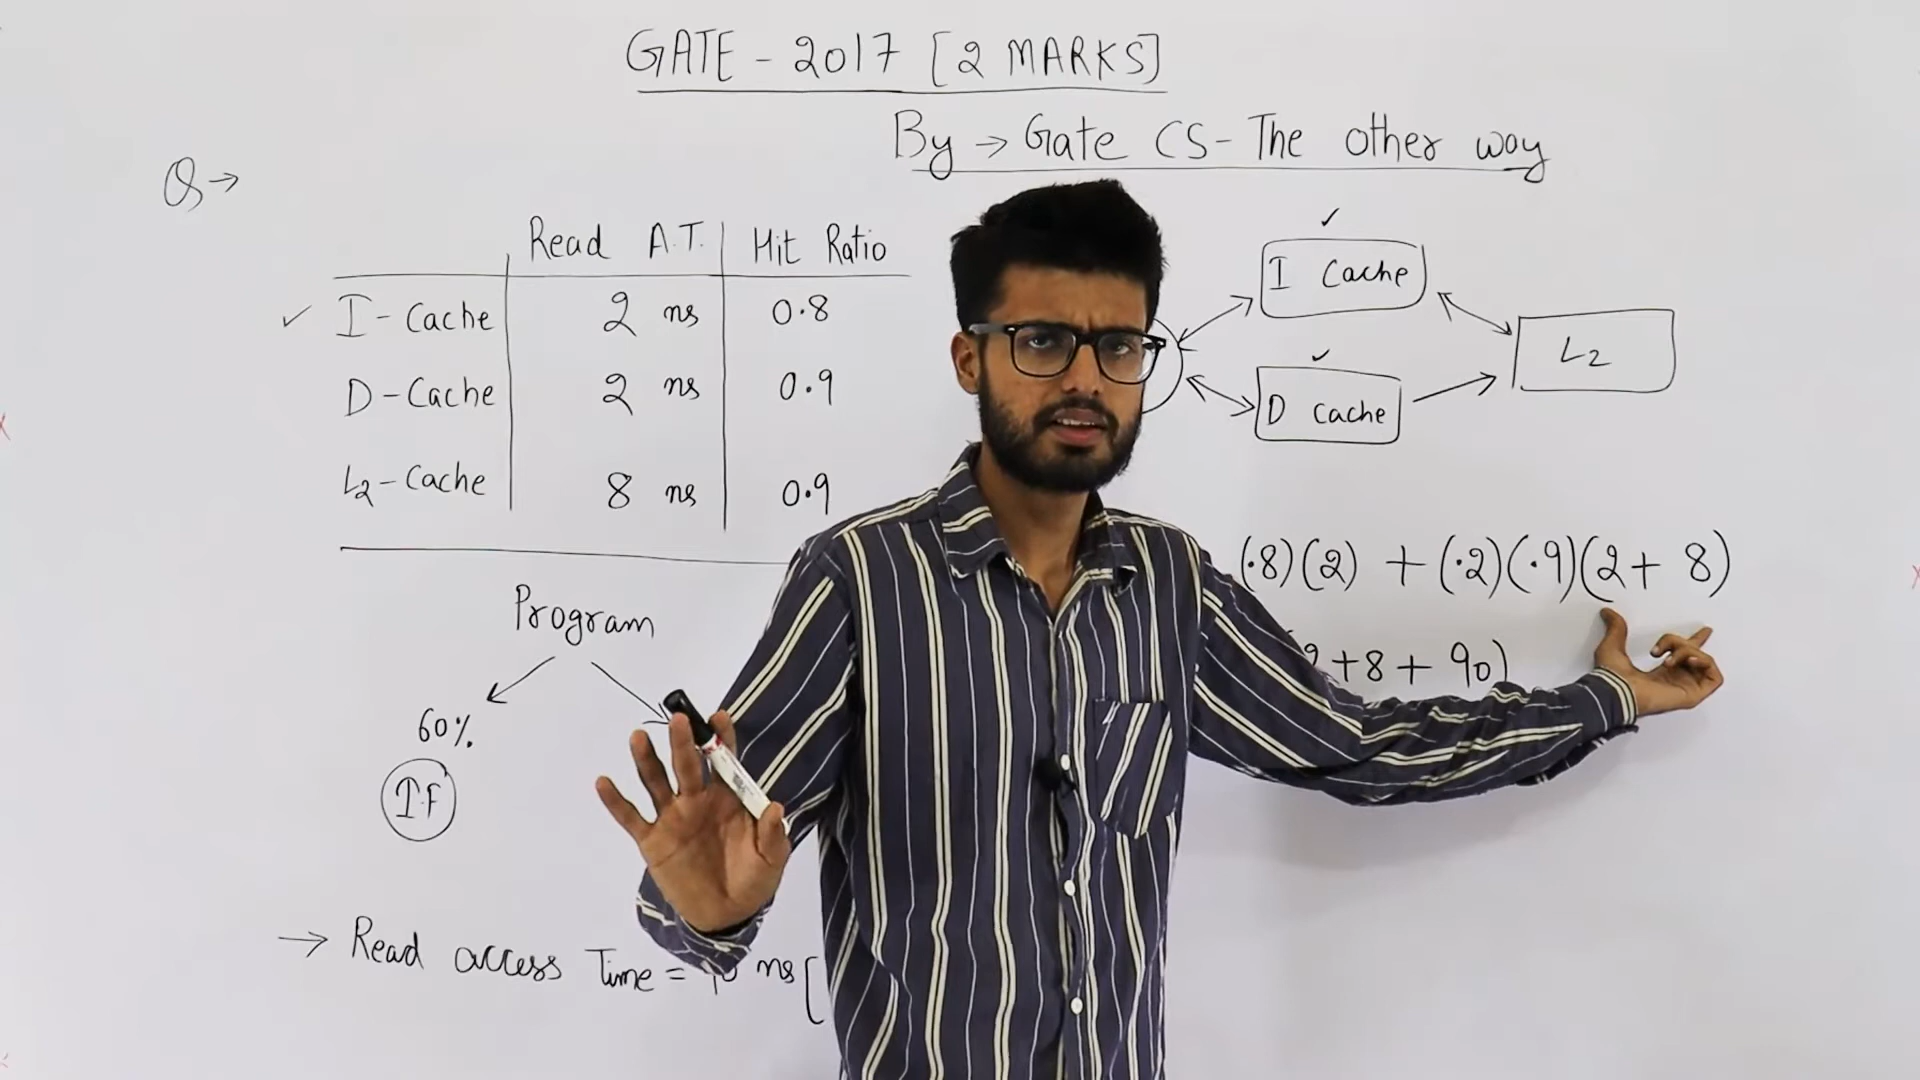 GATE - 2017 [2 MARKS]
By → Gate CS - The other way
Q →
Read A.T. Hit Ratio
I - Cache 2 ns 0.8
D - Cache 2 ns 0.9
L2 - Cache 8 ns 0.9
I Cache
D cache
L2
(.8)(2) + (.2)(.9)(2 + 8)
+ 8 + 90)
Program
60%
I.F
→ Read access Time = ns [